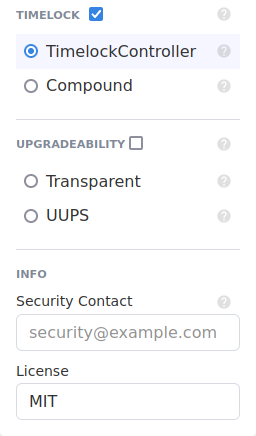 TIMELOCK ?
TimelockController ?
Compound ?
UPGRADEABILITY ?
Transparent ?
UUPS ?
INFO
Security Contact ?
security@example.com
License
MIT